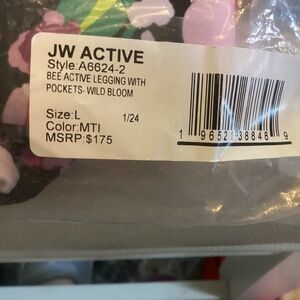 JW ACTIVE
Style:A6624-2
BEE ACTIVE LEGGING WITH
POCKETS- WILD BLOOM
Size:L 1/24
Color:MTI
MSRP:$175
1 96521 38848 9